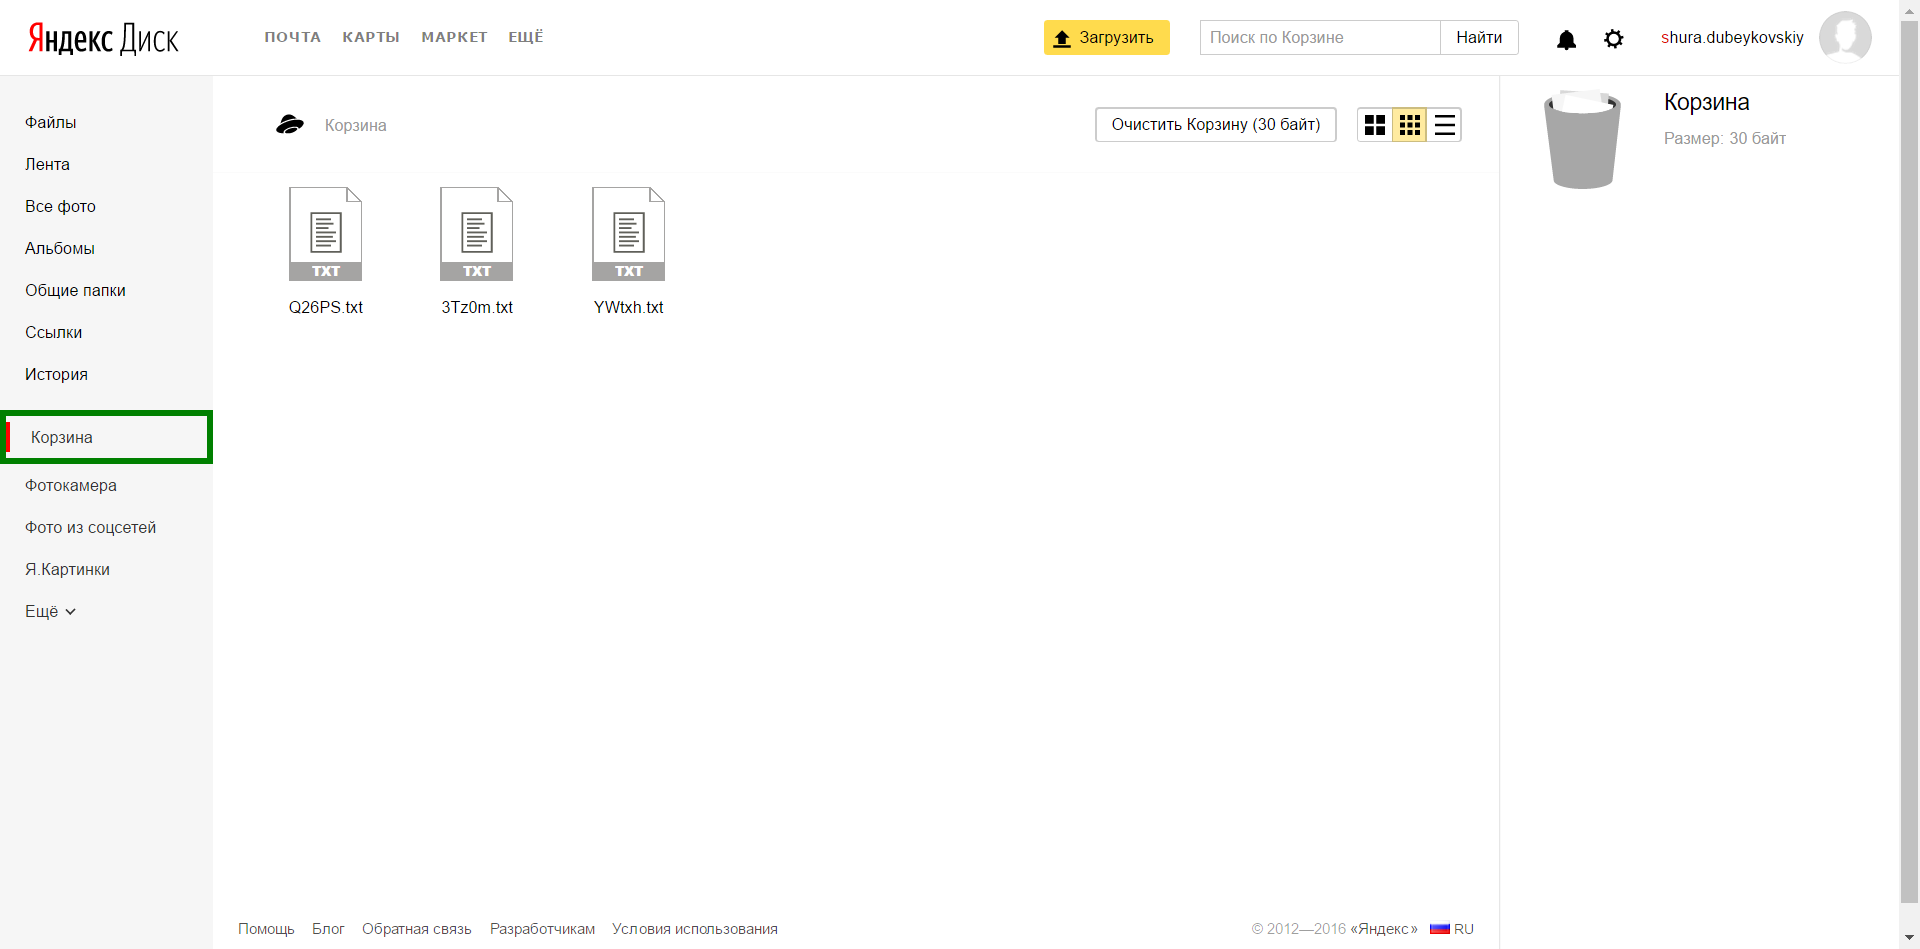 Яндекс Диск
ПОЧТА КАРТЫ МАРКЕТ ЕЩЁ
Загрузить
Поиск по Корзине
Найти
shura.dubeykovskiy
Файлы
Лента
Все фото
Альбомы
Общие папки
Ссылки
История
Корзина
Фотокамера
Фото из соцсетей
Я.Картинки
Ещё
Корзина
Очистить Корзину (30 байт)
TXT TXT TXT
Q26PS.txt 3Tz0m.txt YWtxh.txt
Корзина
Размер: 30 байт
Помощь Блог Обратная связь Разработчикам Условия использования
© 2012—2016 «Яндекс» RU